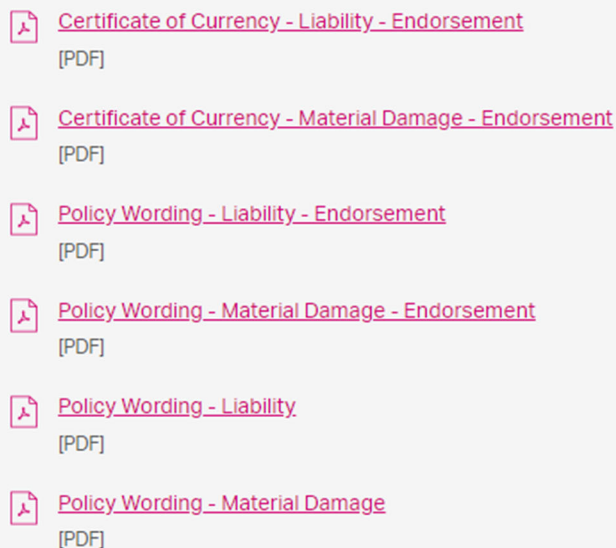 Certificate of Currency - Liability - Endorsement
[PDF]
Certificate of Currency - Material Damage - Endorsement
[PDF]
Policy Wording - Liability - Endorsement
[PDF]
Policy Wording - Material Damage - Endorsement
[PDF]
Policy Wording - Liability
[PDF]
Policy Wording - Material Damage
[PDF]